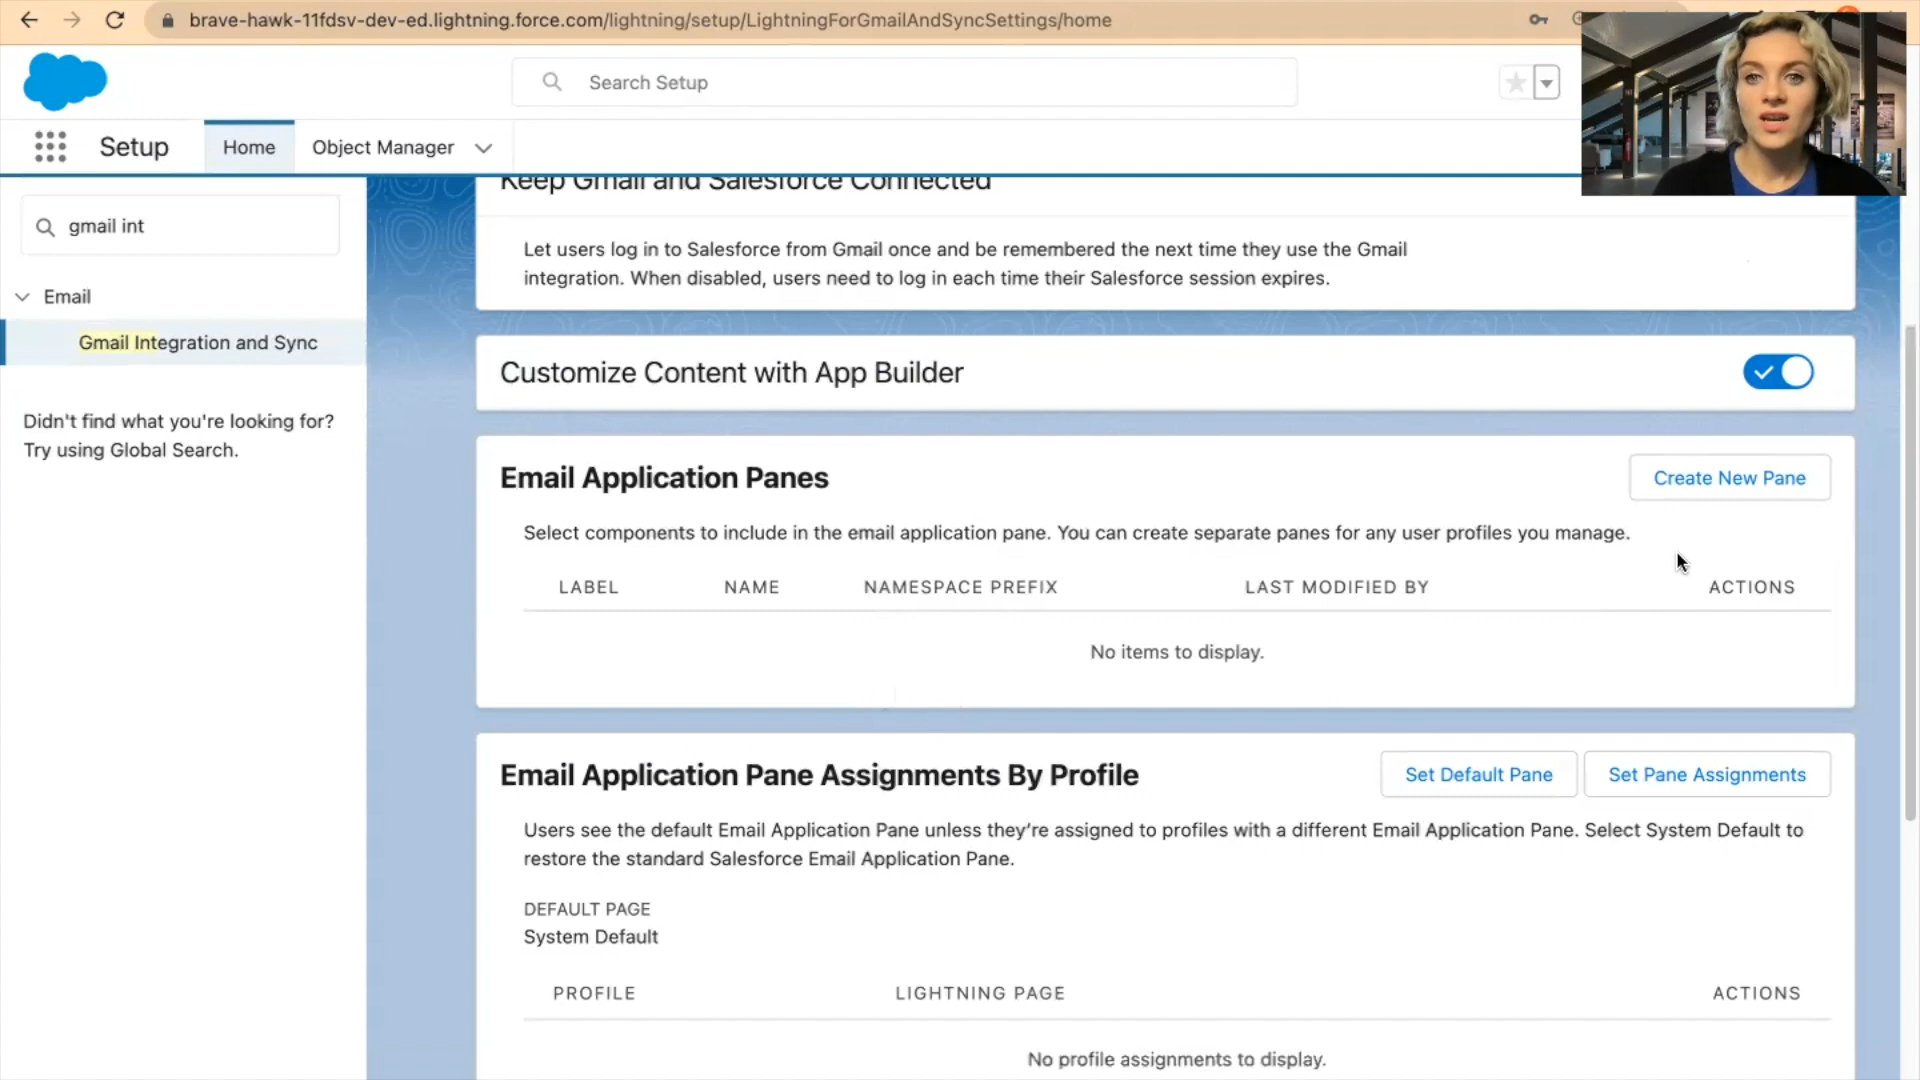 brave-hawk-11fdsv-dev-ed.lightning.force.com/lightning/setup/LightningForGmailAndSyncSettings/home
Search Setup
Setup
Home
Object Manager
gmail int
Email
Gmail Integration and Sync
Didn't find what you're looking for?
Try using Global Search.
Keep Gmail and Salesforce Connected
Let users log in to Salesforce from Gmail once and be remembered the next time they use the Gmail
integration. When disabled, users need to log in each time their Salesforce session expires.
Customize Content with App Builder
Email Application Panes
Create New Pane
Select components to include in the email application pane. You can create separate panes for any user profiles you manage.
LABEL NAME NAMESPACE PREFIX LAST MODIFIED BY ACTIONS
No items to display.
Email Application Pane Assignments By Profile
Set Default Pane
Set Pane Assignments
Users see the default Email Application Pane unless they’re assigned to profiles with a different Email Application Pane. Select System Default to
restore the standard Salesforce Email Application Pane.
DEFAULT PAGE
System Default
PROFILE LIGHTNING PAGE ACTIONS
No profile assignments to display.